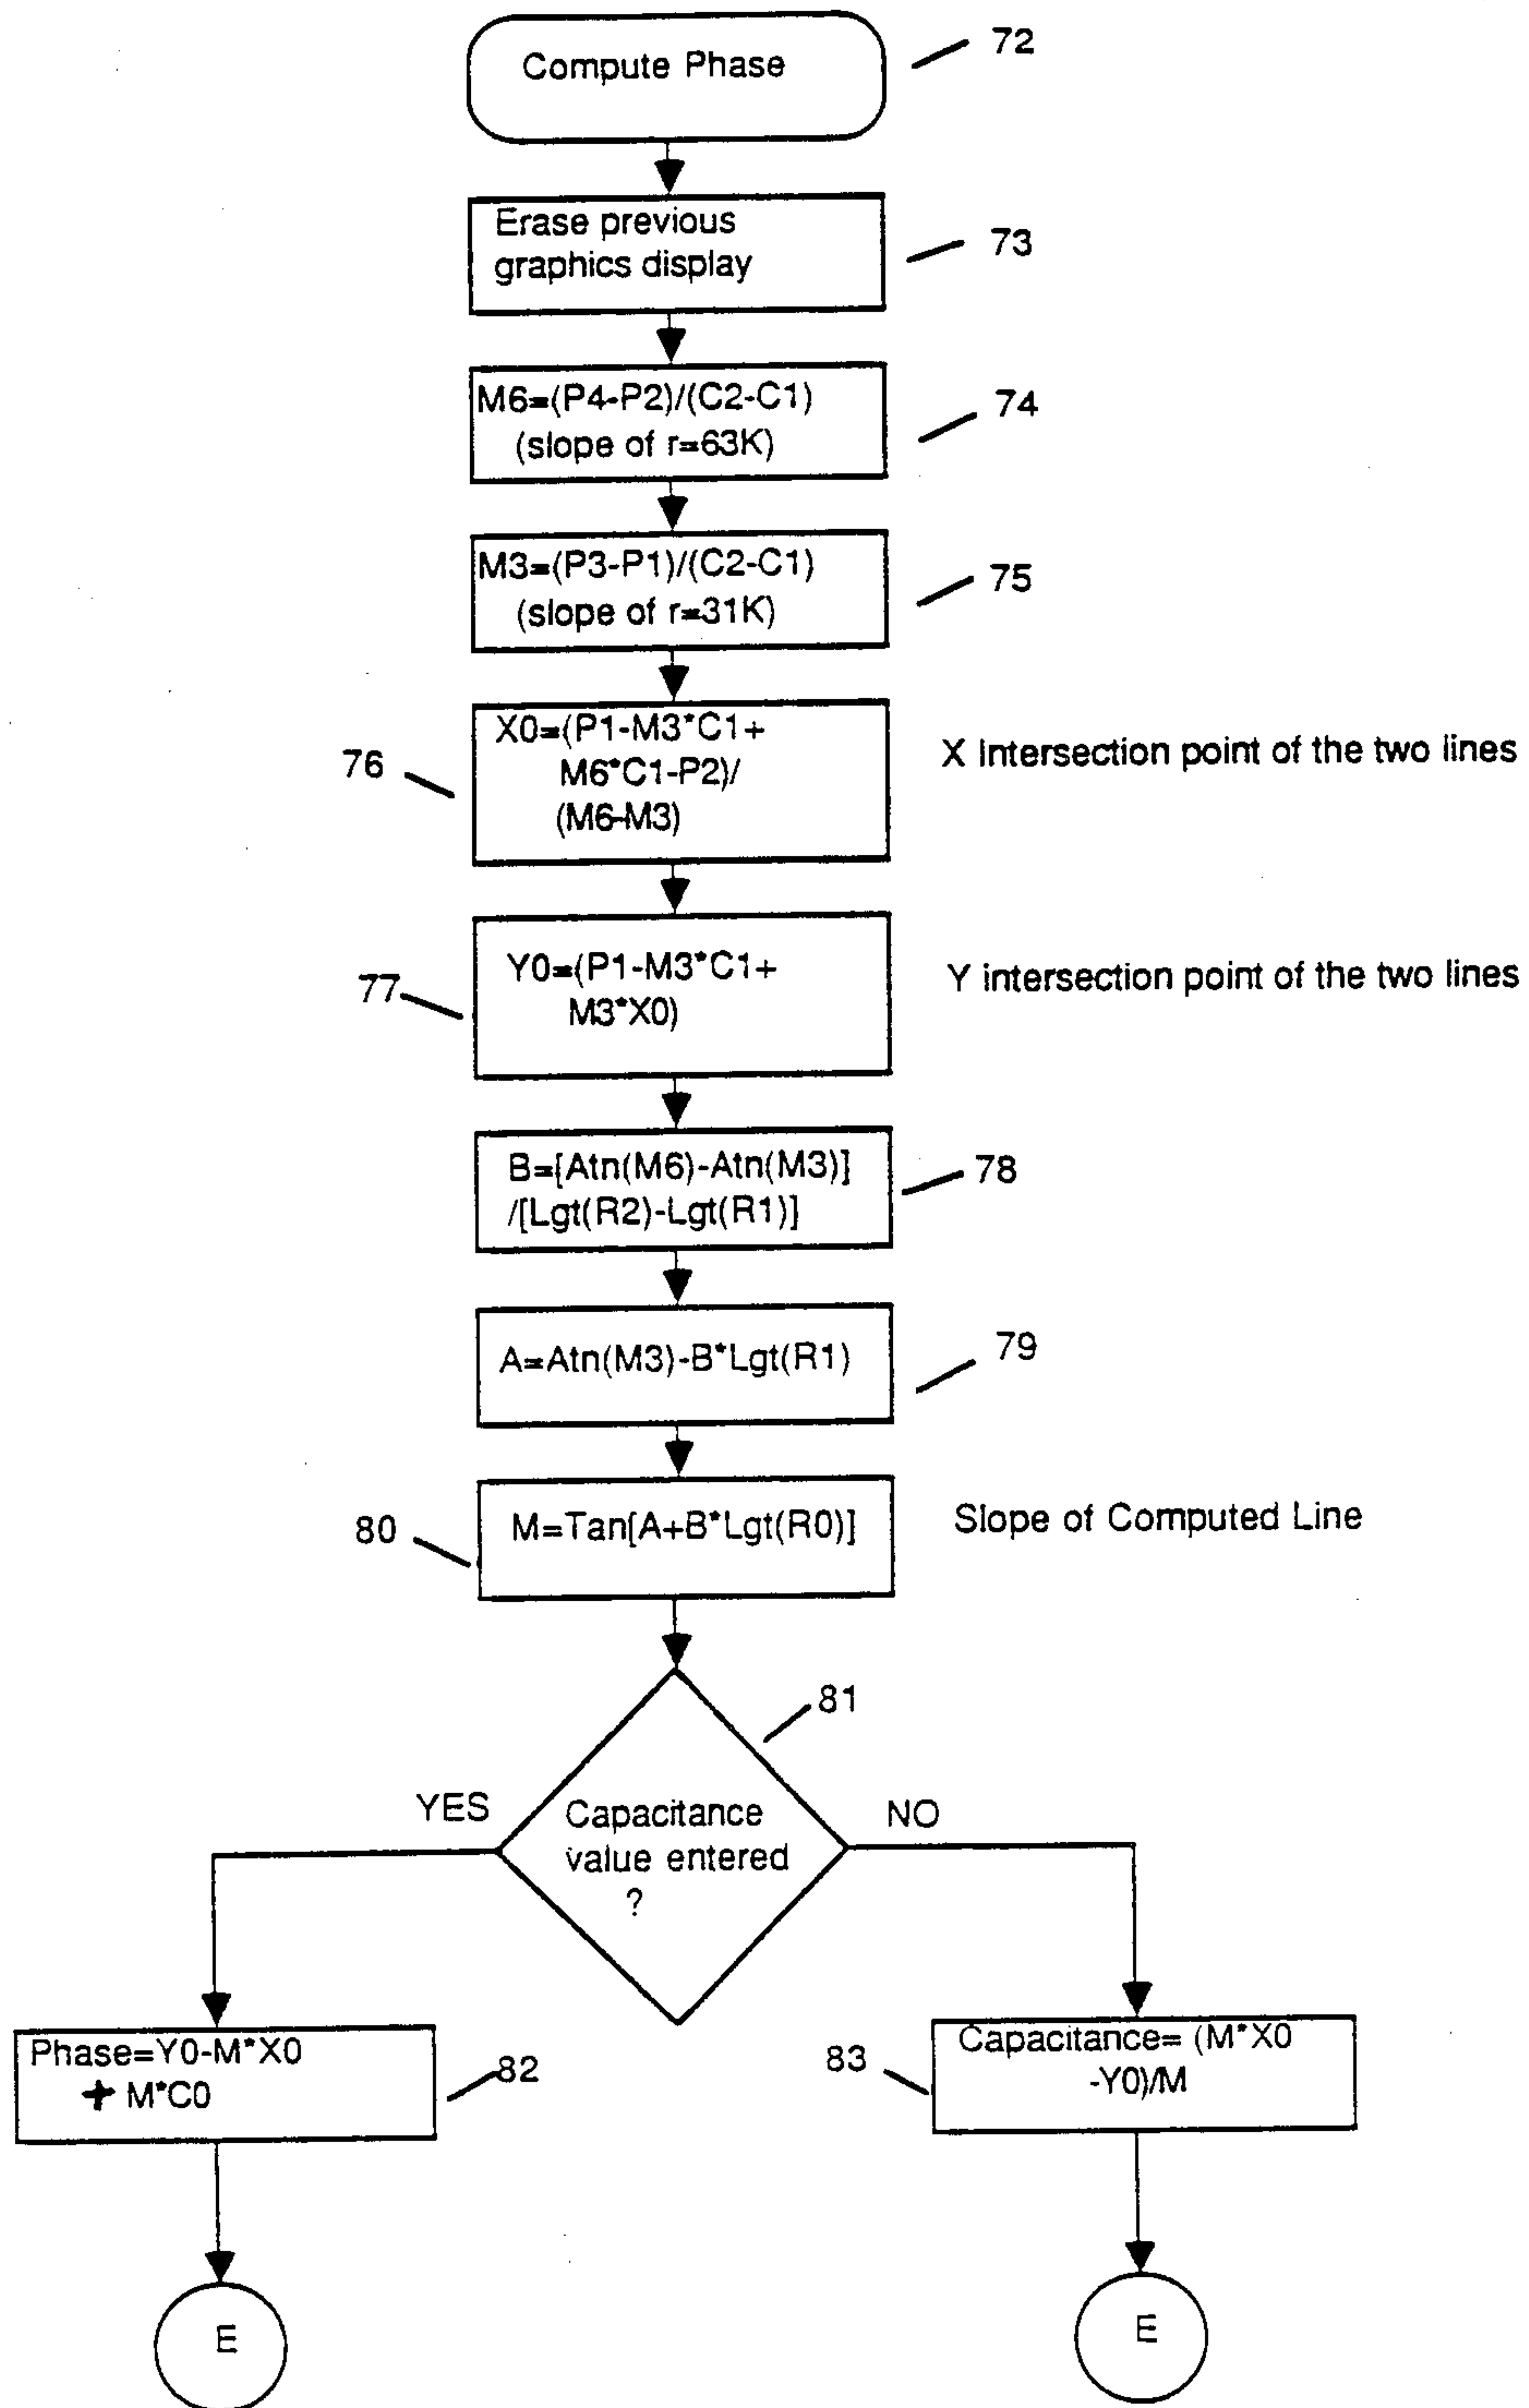 Compute Phase
72
Erase previous
graphics display
73
M6=(P4-P2)/(C2-C1)
(slope of r=63K)
74
M3=(P3-P1)/(C2-C1)
(slope of r=31K)
75
76
X0=(P1-M3*C1+
M6*C1-P2)/
(M6-M3)
X Intersection point of the two lines
77
Y0=(P1-M3*C1+
M3*X0)
Y intersection point of the two lines
B=[Atn(M6)-Atn(M3)]
/[Lgt(R2)-Lgt(R1)]
78
A=Atn(M3)-B*Lgt(R1)
79
80
M=Tan[A+B*Lgt(R0)]
Slope of Computed Line
81
YES
Capacitance
value entered
?
NO
Phase=Y0-M*X0
+ M*C0
82
83
Capacitance= (M*X0
-Y0)/M
E
E